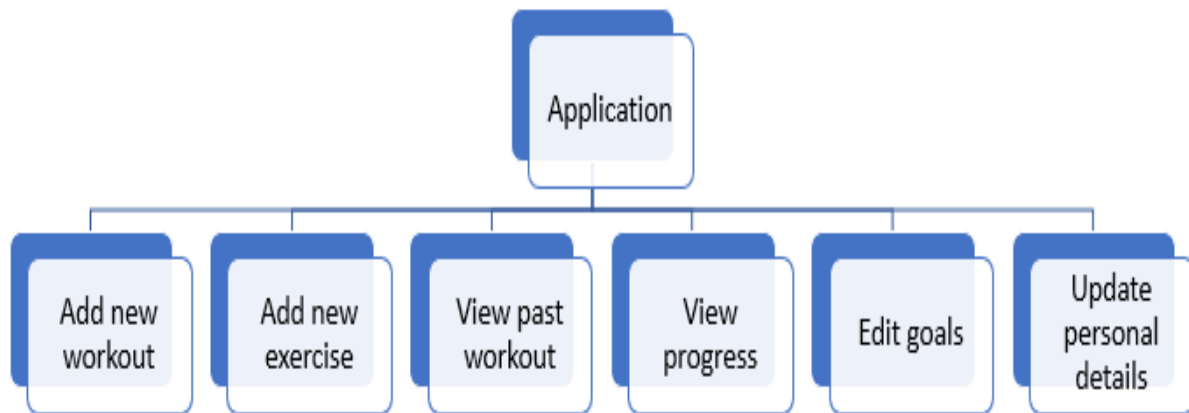 Application
Add new
workout
Add new
exercise
View past
workout
View
progress
Edit goals
Update
personal
details